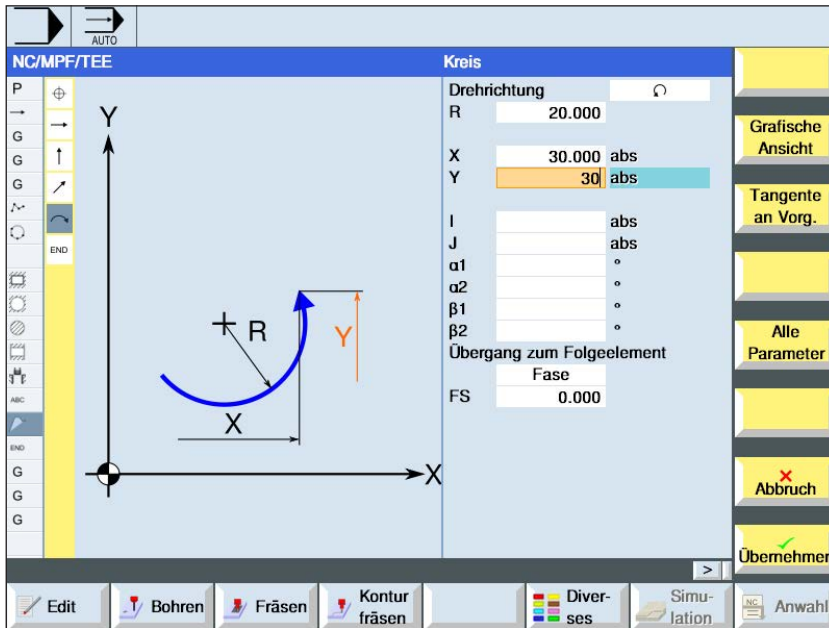 AUTO
NC/MPF/TEE
Kreis
P
G
G
G
ABC
END
G
G
G
END
Y
R
Y
X
X
Drehrichtung
R 20.000
X 30.000 abs
Y 30 abs
I abs
J abs
α1 °
α2 °
β1 °
β2 °
Übergang zum Folgeelement
Fase
FS 0.000
Grafische
Ansicht
Tangente
an Vorg.
Alle
Parameter
Abbruch
Übernehmen
>
Edit
Bohren
Fräsen
Kontur
fräsen
Diver-
ses
Simu-
lation
NC
Anwahl